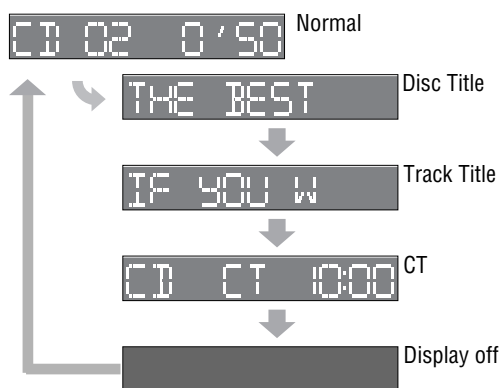 CD 02 0'50 Normal
THE BEST Disc Title
IF YOU W Track Title
CD CT 10:00 CT
Display off